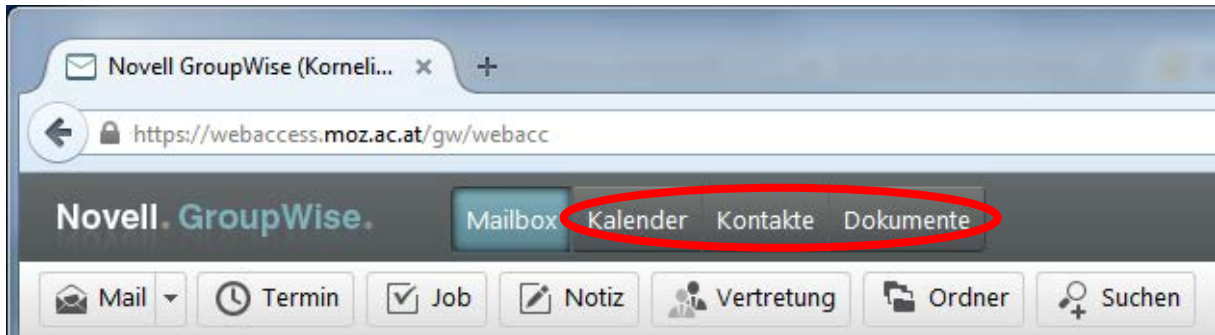 Novell GroupWise (Korneli... × +
https://webaccess.moz.ac.at/gw/webacc
Novell. GroupWise. Mailbox Kalender Kontakte Dokumente
Mail Termin Job Notiz Vertretung Ordner Suchen